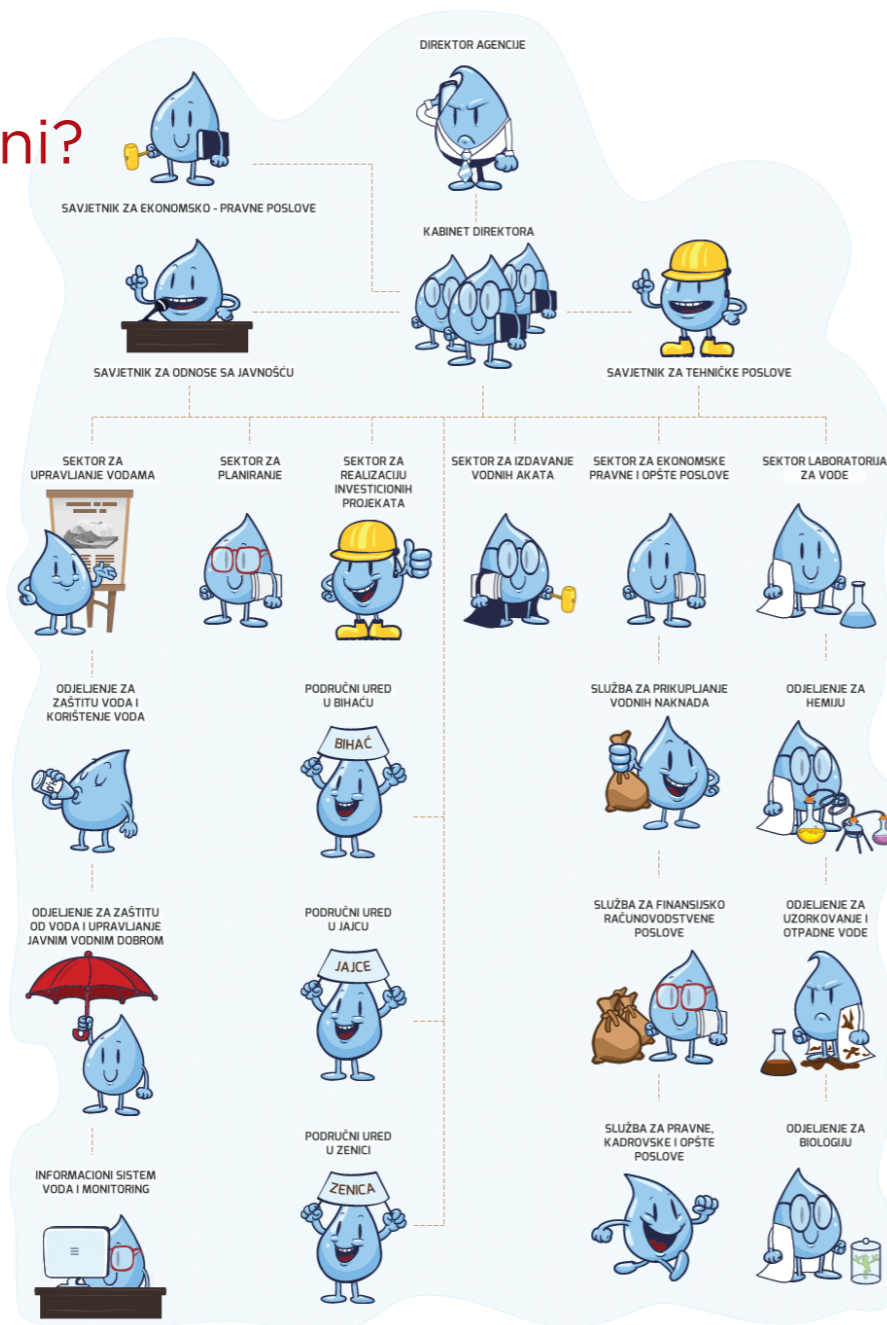 DIREKTOR AGENCIJE
ni?
SAVJETNIK ZA EKONOMSKO - PRAVNE POSLOVE
KABINET DIREKTORA
SAVJETNIK ZA ODNOSE SA JAVNOŠĆU
SAVJETNIK ZA TEHNIČKE POSLOVE
SEKTOR ZA
UPRAVLJANJE VODAMA
SEKTOR ZA
PLANIRANJE
SEKTOR ZA
REALIZACIJU
INVESTICIONIH
PROJEKATA
SEKTOR ZA IZDAVANJE
VODNIH AKATA
SEKTOR ZA EKONOMSKE
PRAVNE I OPŠTE POSLOVE
SEKTOR LABORATORIJA
ZA VODE
ODJELJENJE ZA
ZAŠTITU VODA I
KORIŠTENJE VODA
PODRUČNI URED
U BIHAĆU
BIHAĆ
SLUŽBA ZA PRIKUPLJANJE
VODNIH NAKNADA
ODJELJENJE ZA
HEMIJU
ODJELJENJE ZA ZAŠTITU
OD VODA I UPRAVLJANJE
JAVNIM VODNIM DOBROM
PODRUČNI URED
U JAJCU
JAJCE
SLUŽBA ZA FINANSIJSKO
RAČUNOVODSTVENE
POSLOVE
ODJELJENJE ZA
UZORKOVANJE I
OTPADNE VODE
INFORMACIONI SISTEM
VODA I MONITORING
PODRUČNI URED
U ZENICI
ZENICA
SLUŽBA ZA PRAVNE,
KADROVSKE I OPŠTE
POSLOVE
ODJELJENJE ZA
BIOLOGIJU